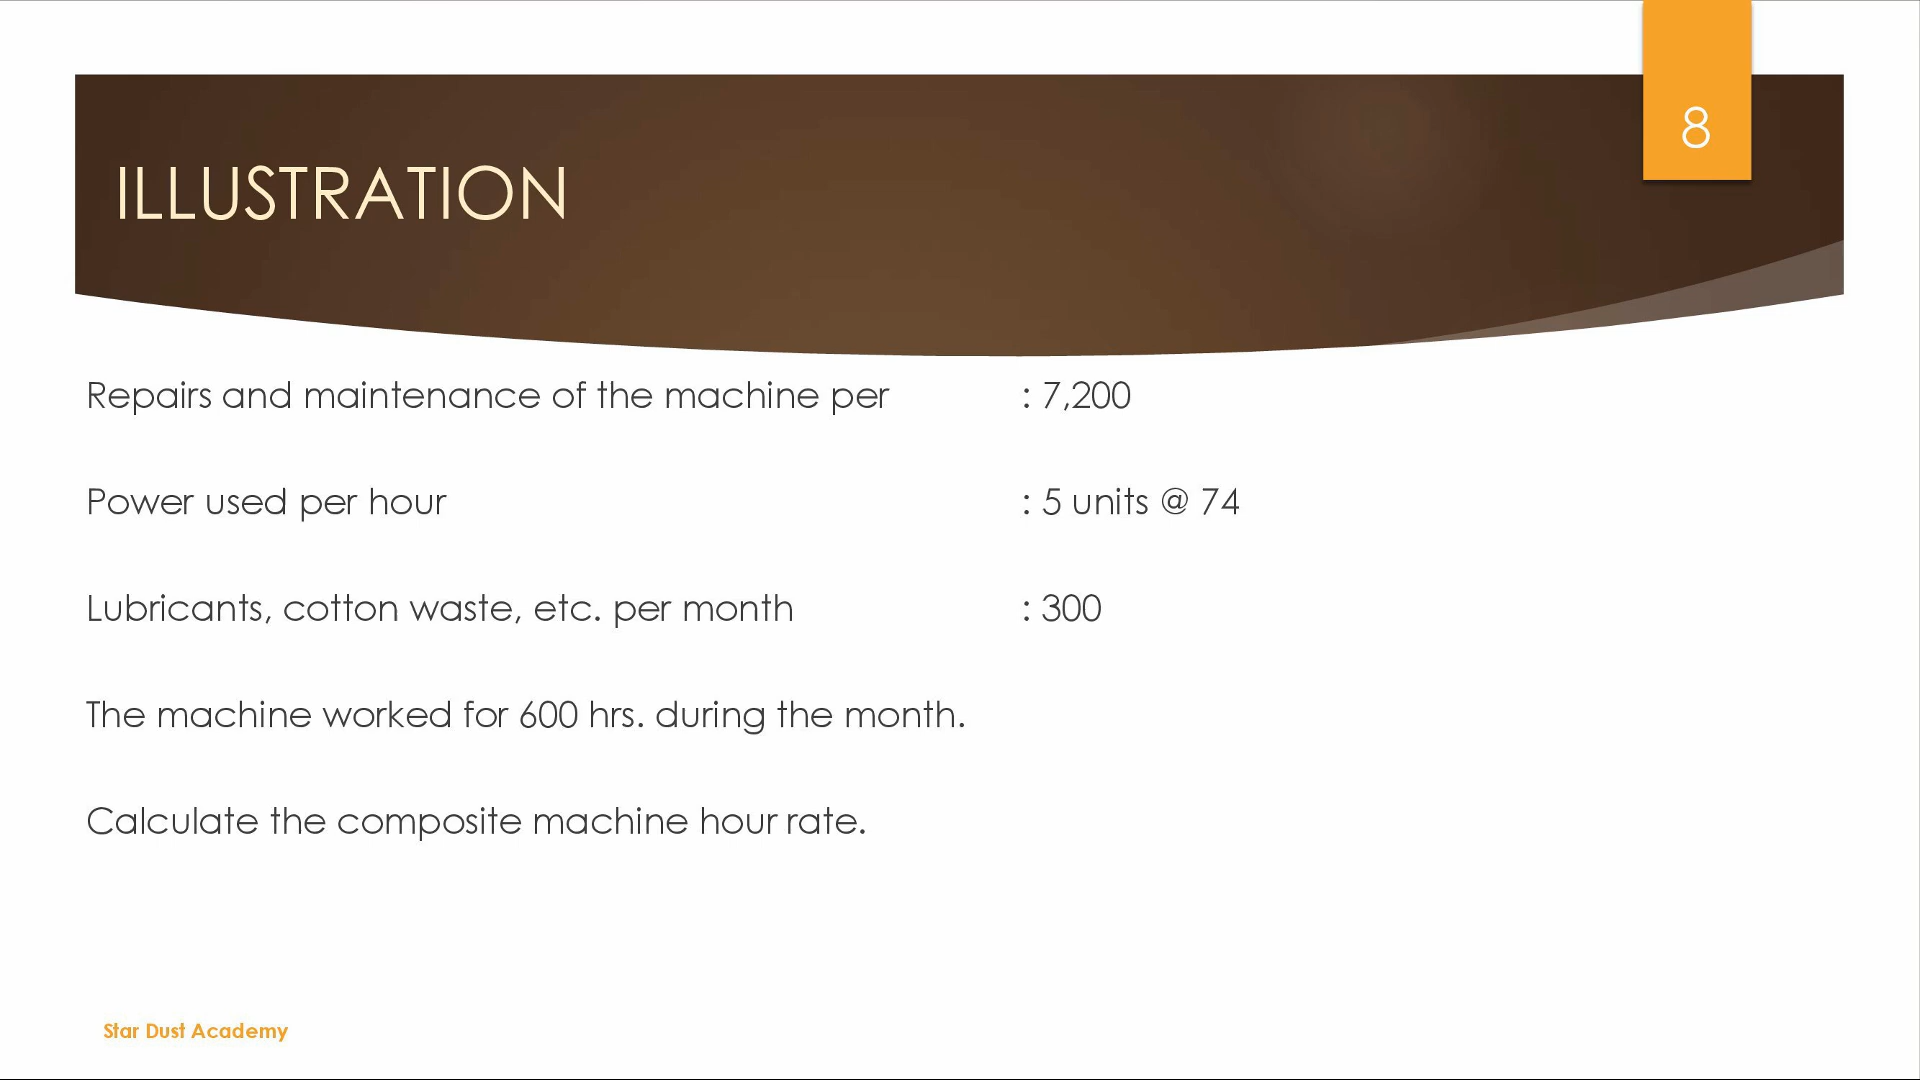 8
ILLUSTRATION
Repairs and maintenance of the machine per : 7,200
Power used per hour : 5 units @ 74
Lubricants, cotton waste, etc. per month : 300
The machine worked for 600 hrs. during the month.
Calculate the composite machine hour rate.
Star Dust Academy